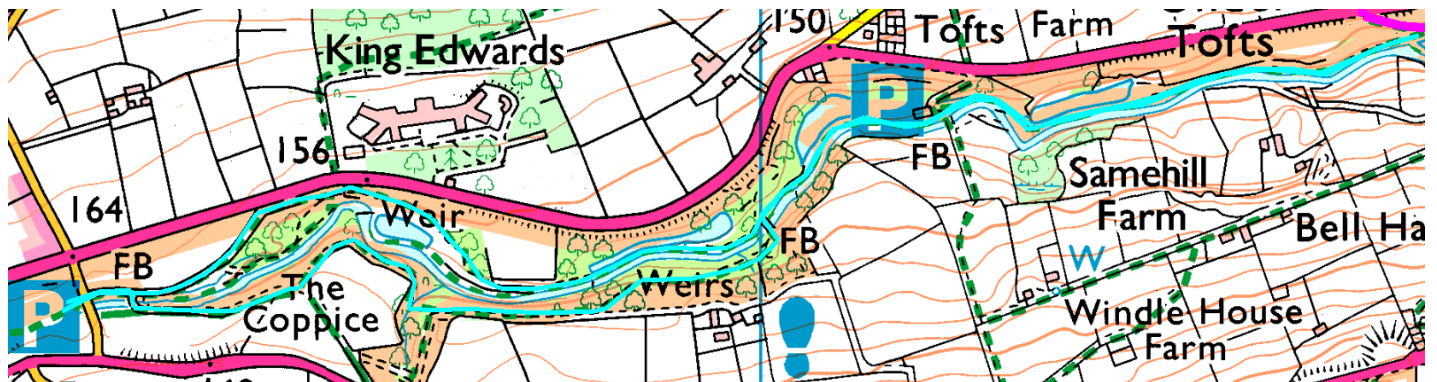 150
Tofts Farm
Tofts
King Edwards
P
156
FB
Samehill
Farm
164
Weir
FB
FB
Bell Ha
W
P
The
Coppice
Weirs
Windle House
Farm